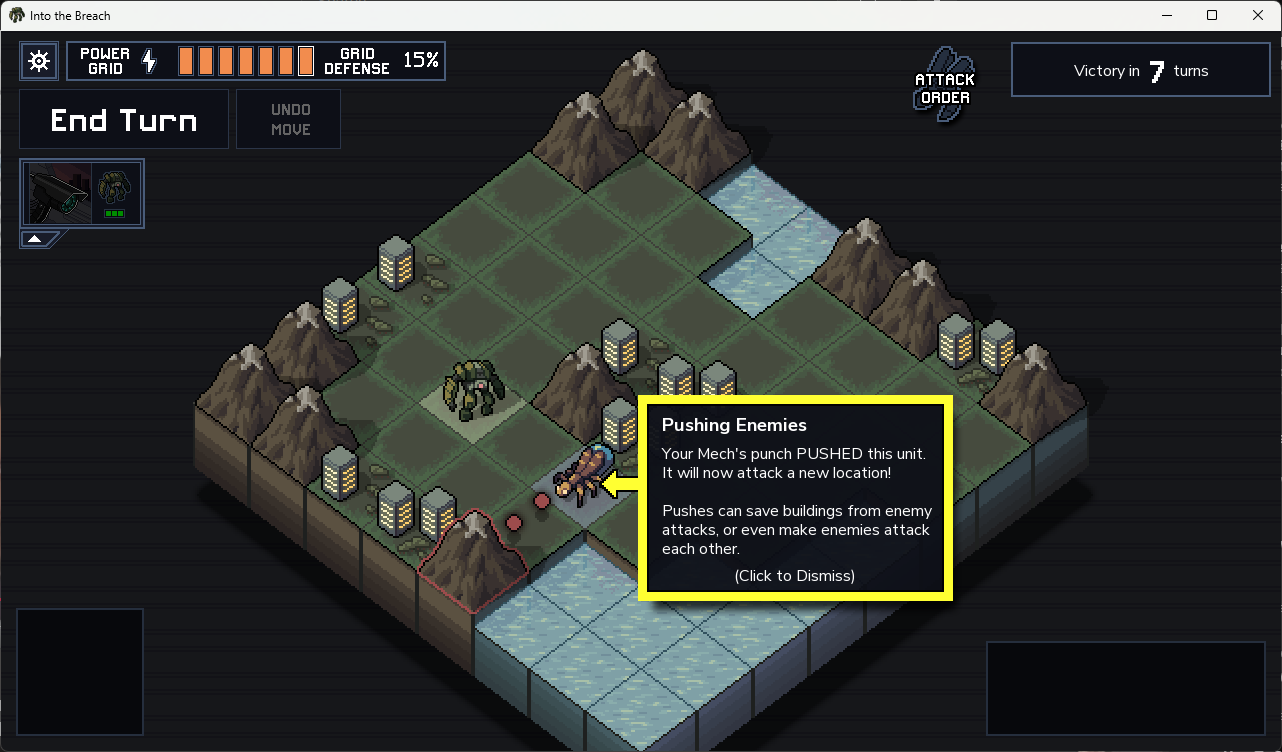 Into the Breach
POWER
GRID
GRID
DEFENSE
15%
ATTACK
ORDER
Victory in 7 turns
End Turn
UNDO
MOVE
Pushing Enemies
Your Mech's punch PUSHED this unit.
It will now attack a new location!
Pushes can save buildings from enemy
attacks, or even make enemies attack
each other.
(Click to Dismiss)